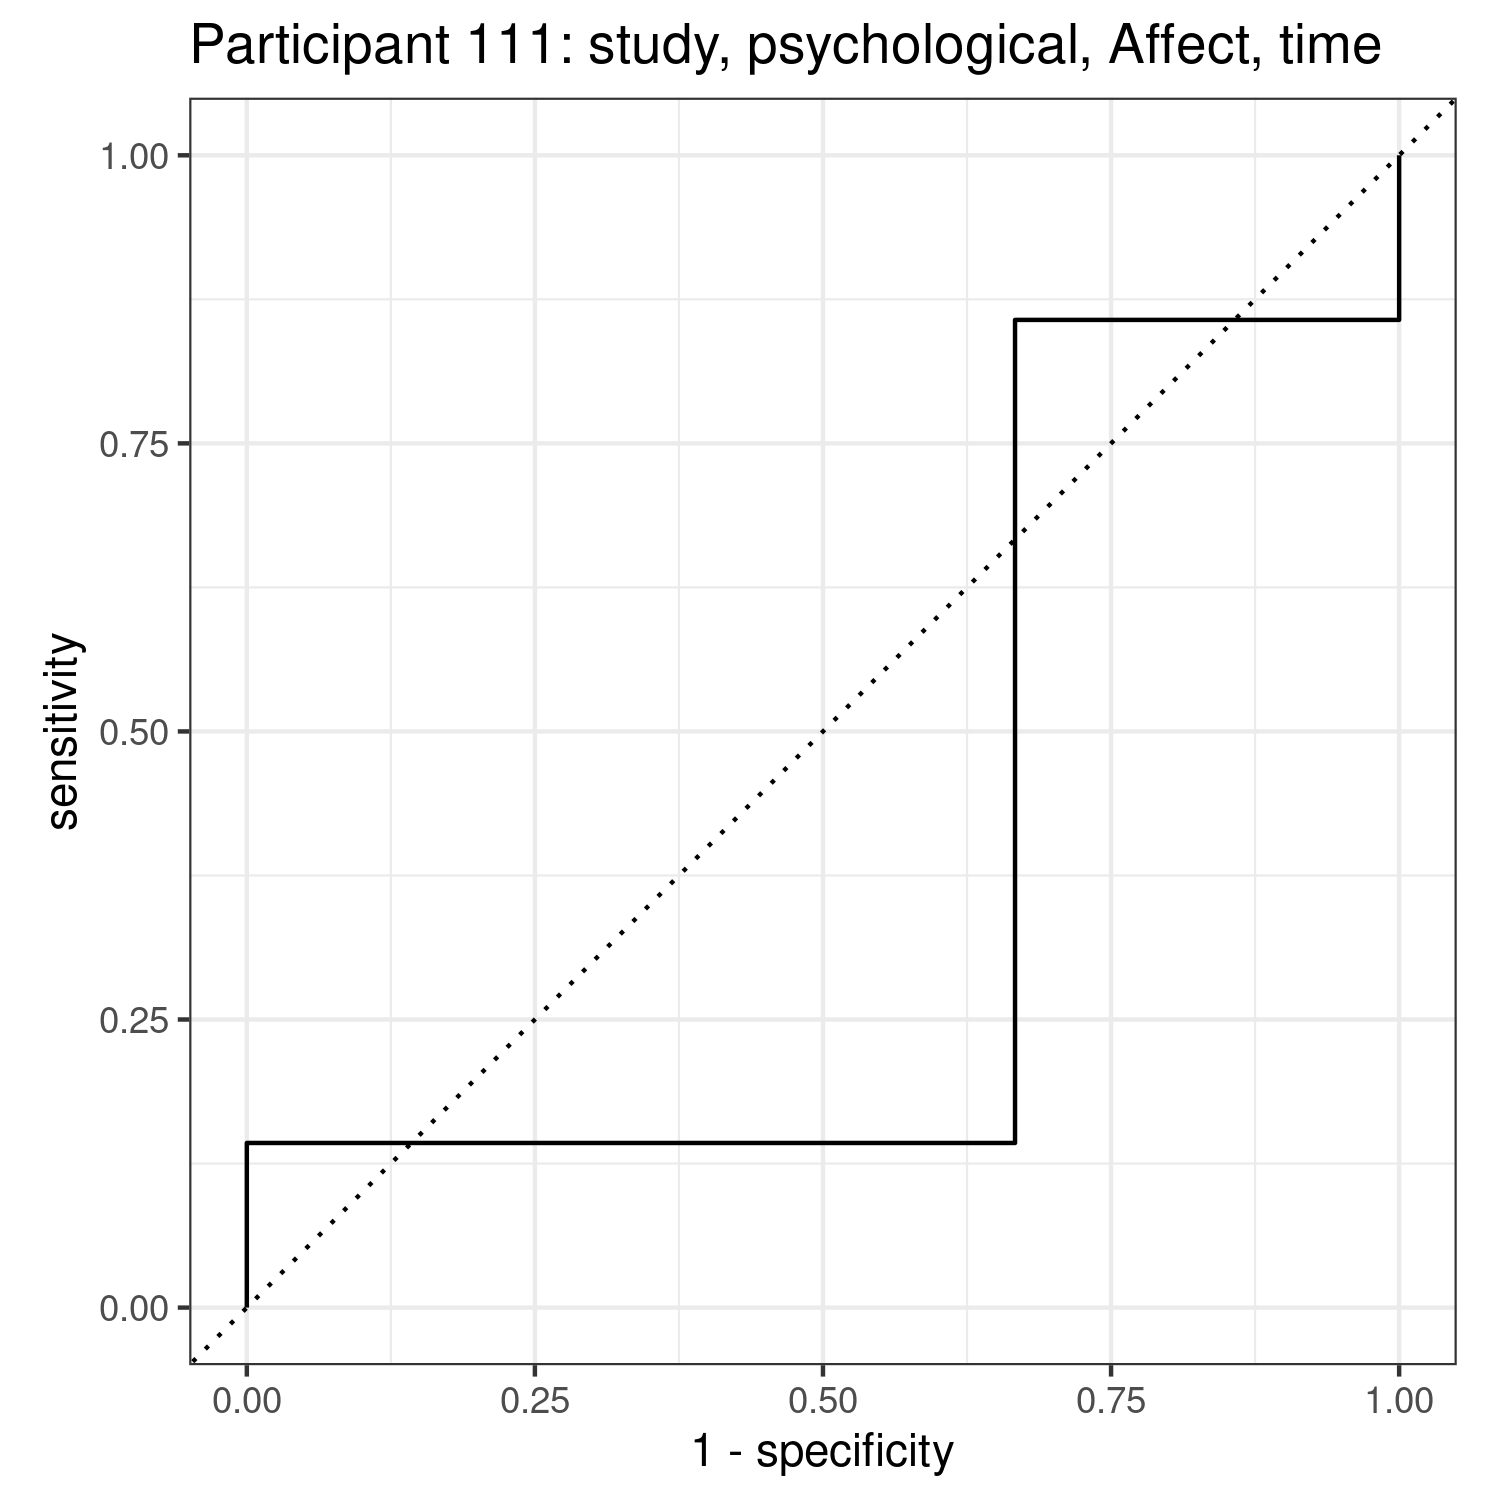 Participant 111: study, psychological, Affect, time
1.00
0.75
0.50
0.25
0.00
sensitivity
0.00 0.25 0.50 0.75 1.00
1 - specificity